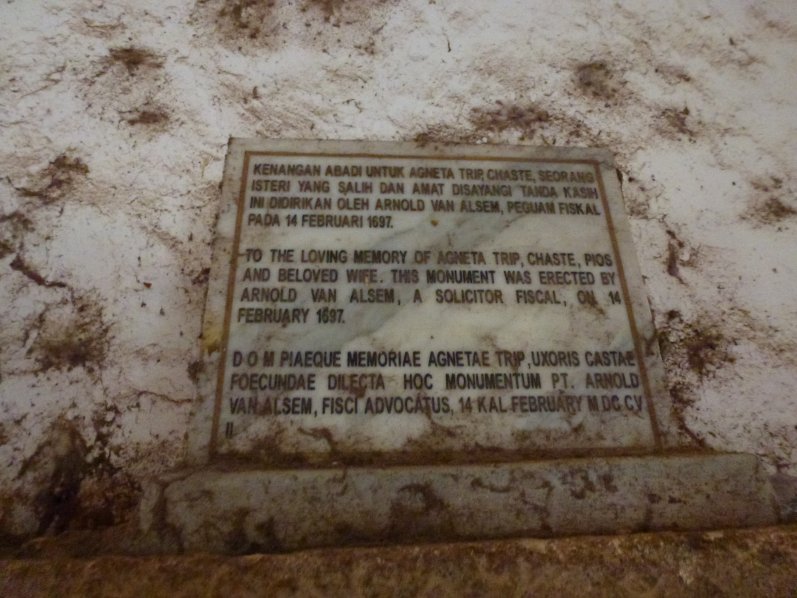 KENANGAN ABADI UNTUK AGNETA TRIP, CHASTE, SEORANG
ISTERI YANG SALIH DAN AMAT DISAYANGI TANDA KASIH
INI DIDIRIKAN OLEH ARNOLD VAN ALSEM, PEGUAM FISKAL
PADA 14 FEBRUARI 1697.
TO THE LOVING MEMORY OF AGNETA TRIP, CHASTE, PIOS
AND BELOVED WIFE. THIS MONUMENT WAS ERECTED BY
ARNOLD VAN ALSEM, A SOLICITOR FISCAL, ON 14
FEBRUARY 1697.
D O M PIAEQUE MEMORIAE AGNETAE TRIP, UXORIS CASTAE
FOECUNDAE DILECTA HOC MONUMENTUM PT. ARNOLD
VAN ALSEM, FISCI ADVOCATUS, 14 KAL FEBRUARY M DC CV
II